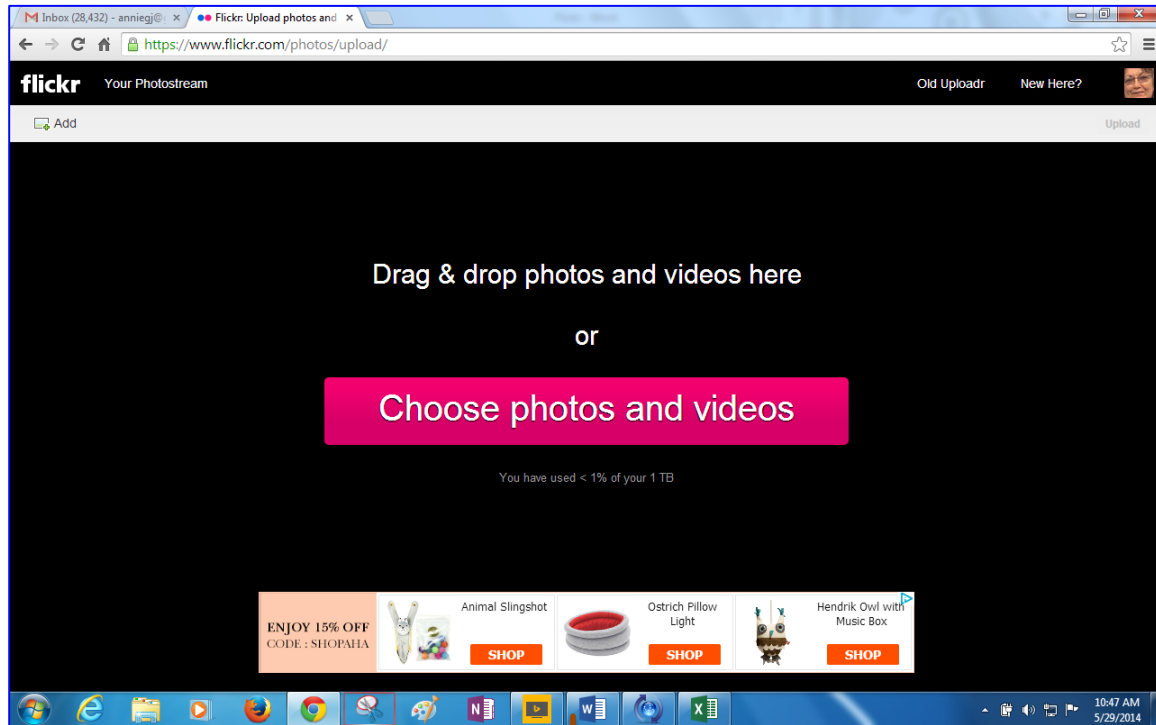 Inbox (28,432) - anniegj@
Flickr: Upload photos and
https://www.flickr.com/photos/upload/
flickr Your Photostream Old Uploadr New Here?
Add Upload
Drag & drop photos and videos here
or
Choose photos and videos
You have used < 1% of your 1 TB
ENJOY 15% OFF
CODE : SHOPAHA
Animal Slingshot
SHOP
Ostrich Pillow
Light
SHOP
Hendrik Owl with
Music Box
SHOP
10:47 AM
5/29/2014